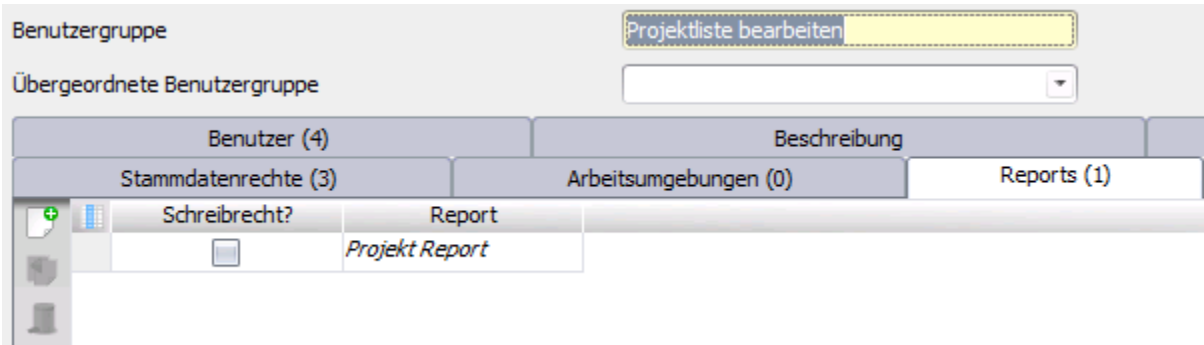 Benutzergruppe Projektliste bearbeiten
Übergeordnete Benutzergruppe
Benutzer (4) Beschreibung
Stammdatenrechte (3) Arbeitsumgebungen (0) Reports (1)
Schreibrecht? Report
Projekt Report